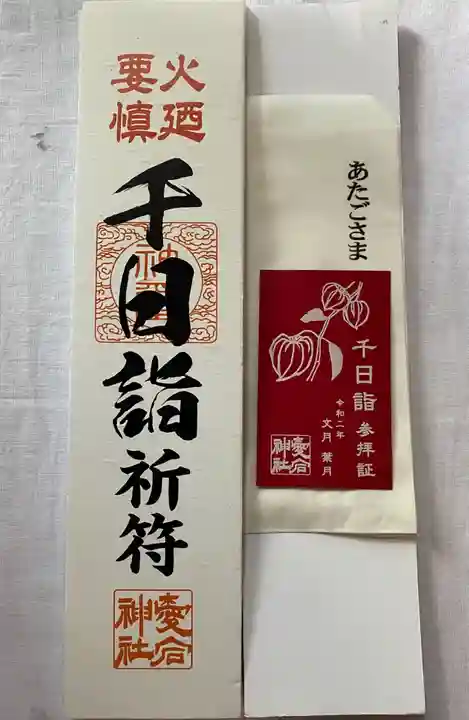 火廼
要慎
千日詣祈符
愛宕
神社
あたごさま
千日詣 参拝証
令和二年
文月 葉月
愛宕
神社